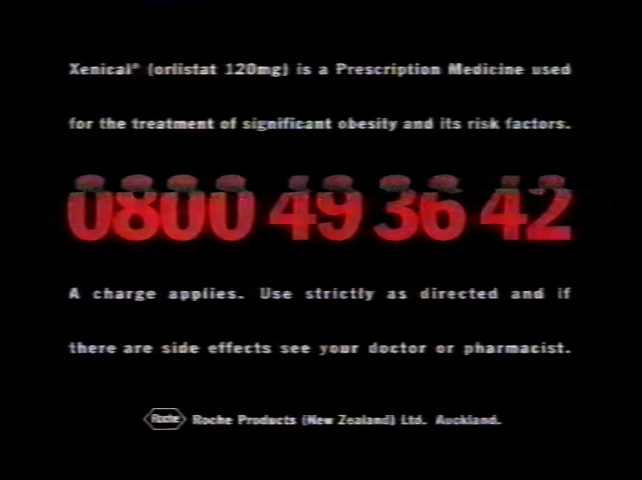 Xenical® (orlistat 120mg) is a Prescription Medicine used
for the treatment of significant obesity and its risk factors.
0800 49 36 42
A charge applies. Use strictly as directed and if
there are side effects see your doctor or pharmacist.
Roche Roche Products (New Zealand) Ltd. Auckland.